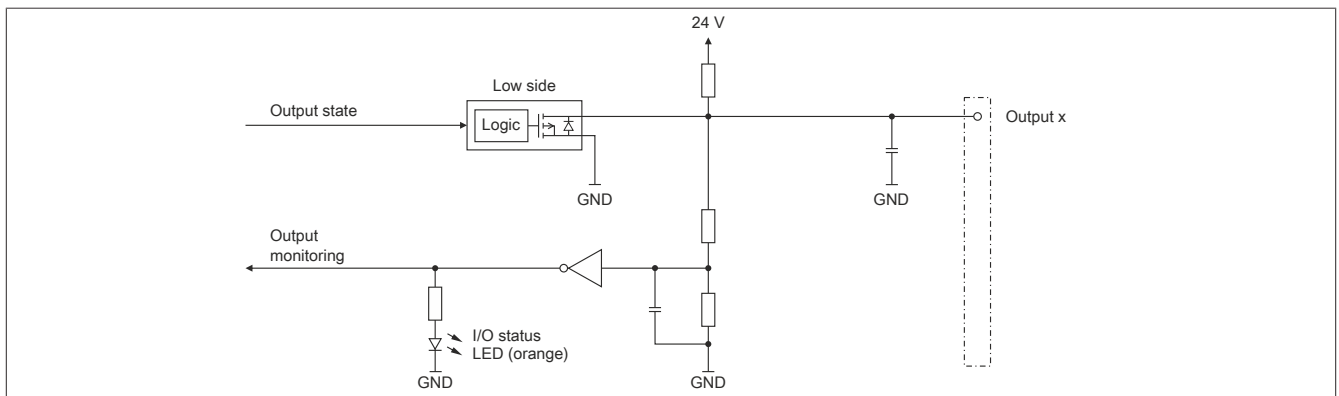 24 V
Low side
Output state
Logic
Output x
GND
GND
Output
monitoring
I/O status
LED (orange)
GND
GND